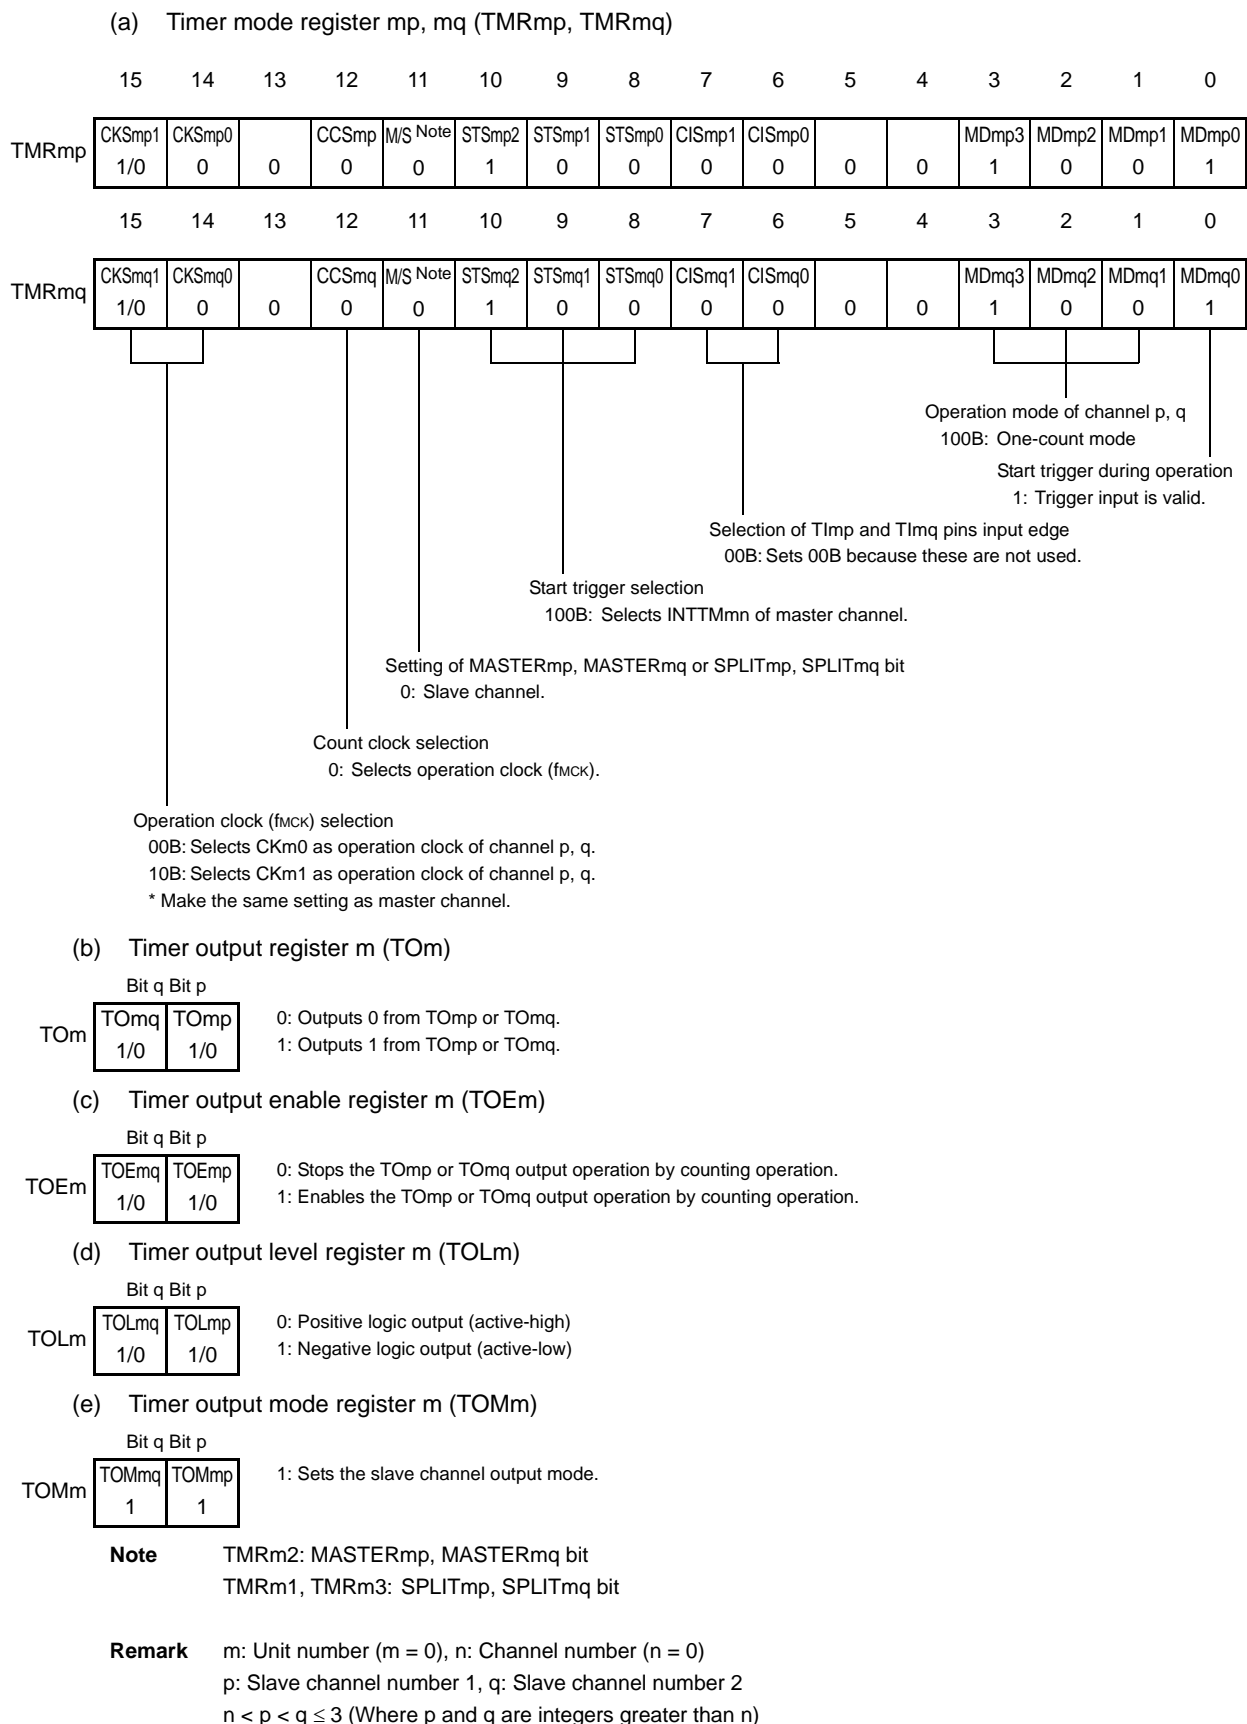 (a) Timer mode register mp, mq (TMRmp, TMRmq)
15 14 13 12 11 10 9 8 7 6 5 4 3 2 1 0
TMRmp CKSmp1 CKSmp0 CCSmp M/S Note STSmp2 STSmp1 STSmp0 CISmp1 CISmp0 MDmp3 MDmp2 MDmp1 MDmp0
1/0 0 0 0 0 1 0 0 0 0 0 0 1 0 0 1
15 14 13 12 11 10 9 8 7 6 5 4 3 2 1 0
TMRmq CKSmq1 CKSmq0 CCSmq M/S Note STSmq2 STSmq1 STSmq0 CISmq1 CISmq0 MDmq3 MDmq2 MDmq1 MDmq0
1/0 0 0 0 0 1 0 0 0 0 0 0 1 0 0 1
Operation mode of channel p, q
100B: One-count mode
Start trigger during operation
1: Trigger input is valid.
Selection of TImp and TImq pins input edge
00B: Sets 00B because these are not used.
Start trigger selection
100B: Selects INTTMmn of master channel.
Setting of MASTERmp, MASTERmq or SPLITmp, SPLITmq bit
0: Slave channel.
Count clock selection
0: Selects operation clock (fMCK).
Operation clock (fMCK) selection
00B: Selects CKm0 as operation clock of channel p, q.
10B: Selects CKm1 as operation clock of channel p, q.
* Make the same setting as master channel.
(b) Timer output register m (TOm)
Bit q Bit p
TOm TOmq TOmp
1/0 1/0
0: Outputs 0 from TOmp or TOmq.
1: Outputs 1 from TOmp or TOmq.
(c) Timer output enable register m (TOEm)
Bit q Bit p
TOEm TOEmq TOEmp
1/0 1/0
0: Stops the TOmp or TOmq output operation by counting operation.
1: Enables the TOmp or TOmq output operation by counting operation.
(d) Timer output level register m (TOLm)
Bit q Bit p
TOLm TOLmq TOLmp
1/0 1/0
0: Positive logic output (active-high)
1: Negative logic output (active-low)
(e) Timer output mode register m (TOMm)
Bit q Bit p
TOMm TOMmq TOMmp
1 1
1: Sets the slave channel output mode.
Note TMRm2: MASTERmp, MASTERmq bit
TMRm1, TMRm3: SPLITmp, SPLITmq bit
Remark m: Unit number (m = 0), n: Channel number (n = 0)
p: Slave channel number 1, q: Slave channel number 2
n < p < q ≤ 3 (Where p and q are integers greater than n)